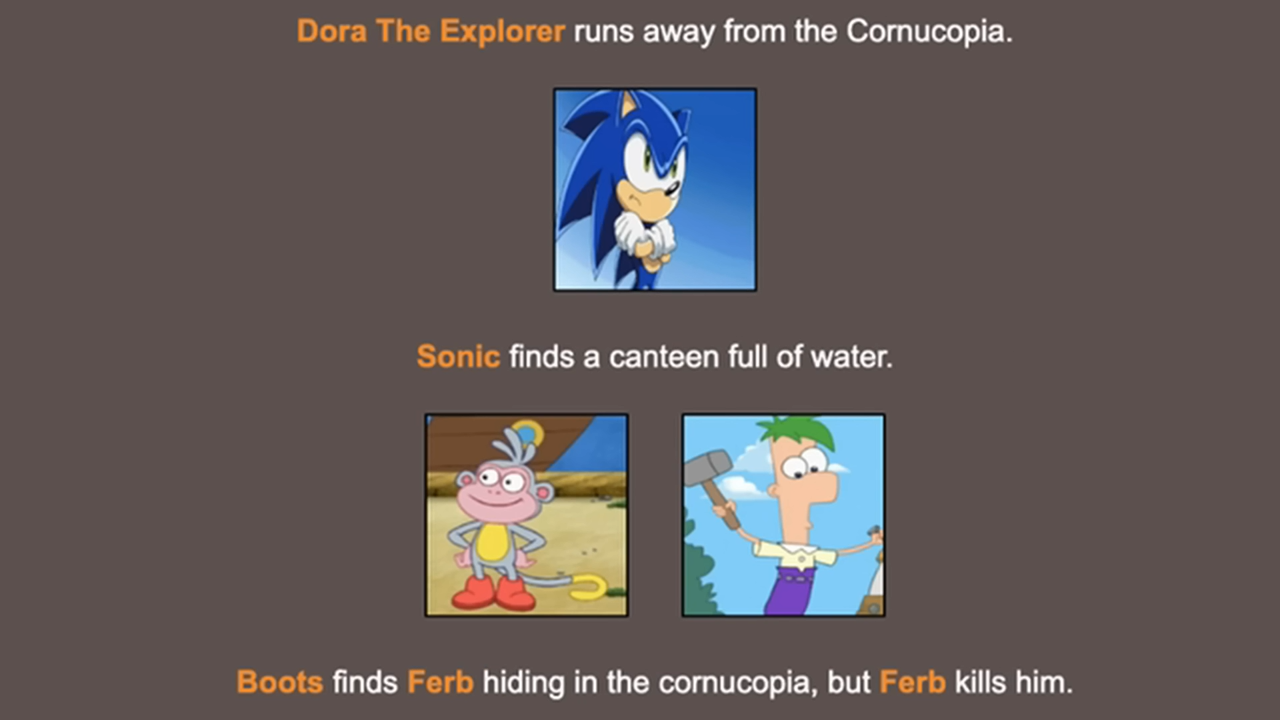 Dora The Explorer runs away from the Cornucopia.
Sonic finds a canteen full of water.
Boots finds Ferb hiding in the cornucopia, but Ferb kills him.